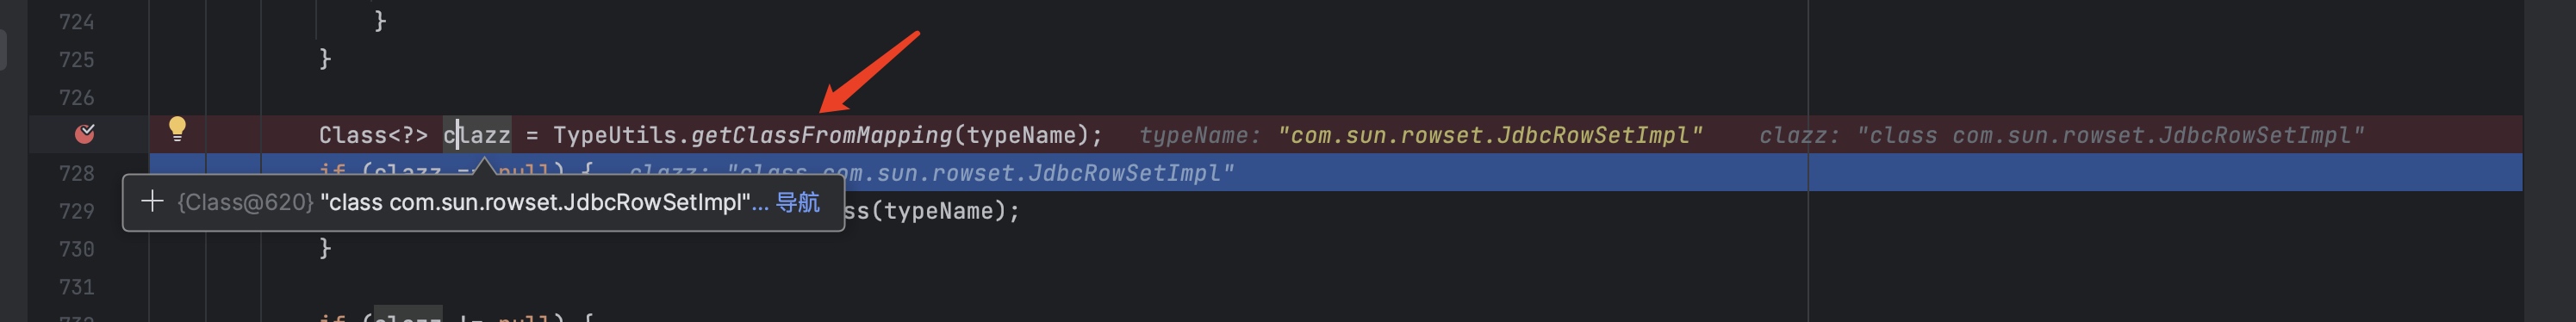 724 }
725 }
726
Class<?> clazz = TypeUtils.getClassFromMapping(typeName); typeName: "com.sun.rowset.JdbcRowSetImpl" clazz: "class com.sun.rowset.JdbcRowSetImpl"
728 if (clazz == null) { clazz: "class com.sun.rowset.JdbcRowSetImpl"
{Class@620} "class com.sun.rowset.JdbcRowSetImpl"... 导航
729 ss(typeName);
730 }
731
if (clazz != null) {